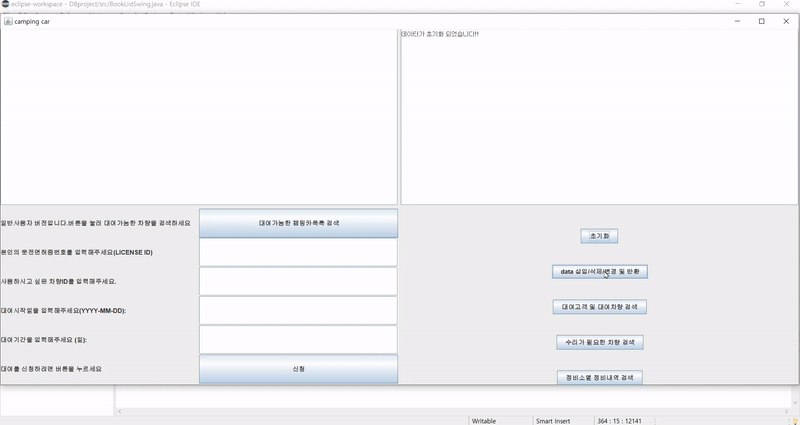 eclipse-workspace - DBproject/src/BookListSwing.java - Eclipse IDE
camping car
데이터가 초기화 되었습니다!!
일반사용자 버전입니다.버튼을 눌러 대여가능한 차량을 검색하세요
대여가능한 캠핑카목록 검색
본인의 운전면허증번호를 입력해주세요(LICENSE ID)
사용하시고 싶은 차량ID를 입력해주세요.
대여시작일을 입력해주세요(YYYY-MM-DD):
대여기간을 입력해주세요 (일):
대여를 신청하려면 버튼을 누르세요
신청
초기화
data 삽입/삭제/변경 및 반환
대여고객 및 대여차량 검색
수리가 필요한 차량 검색
정비소별 정비내역 검색
Writable
Smart Insert
364 : 15 : 12141